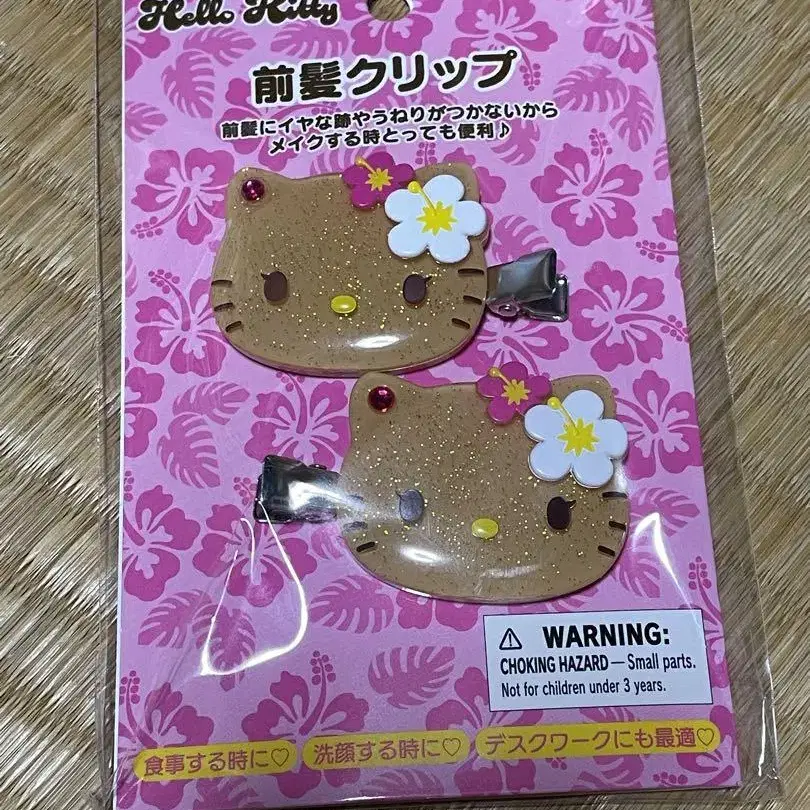 Hello Kitty
前髪クリップ
前髪にイヤな跡やうねりがつかないから
メイクする時とっても便利♪
⚠ WARNING:
CHOKING HAZARD — Small parts.
Not for children under 3 years.
食事する時に♡ 洗顔する時に♡ デスクワークにも最適♡